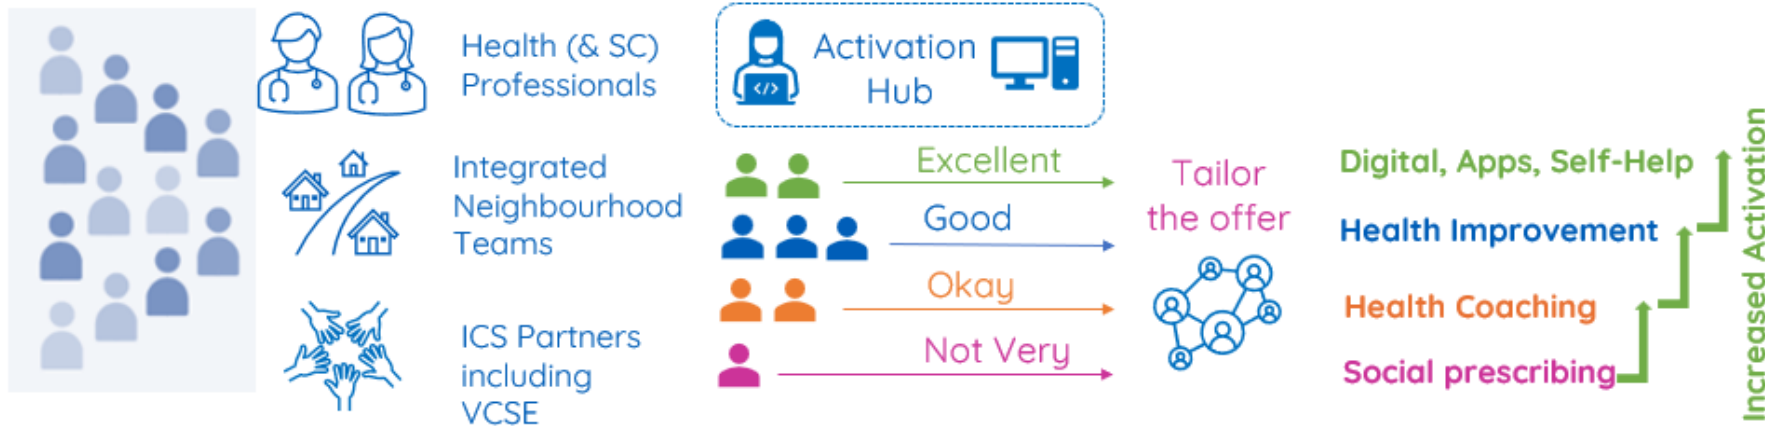 Health (& SC)
Professionals
Integrated
Neighbourhood
Teams
ICS Partners
including
VCSE
</>
Activation
Hub
Excellent
Good
Okay
Not Very
Tailor
the offer
Digital, Apps, Self-Help
Health Improvement
Health Coaching
Social prescribing
Increased Activation